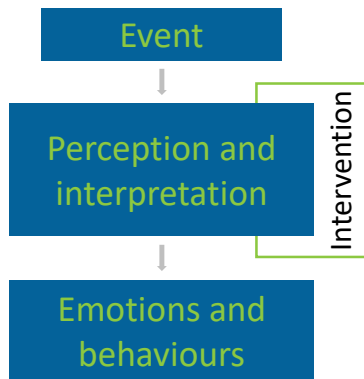 Event
Perception and
interpretation
Intervention
Emotions and
behaviours